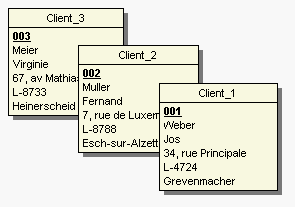 Client_3
003
Meier
Virginie
67, av Mathias
L-8733
Heinerscheid
Client_2
002
Muller
Fernand
7, rue de Luxem
L-8788
Esch-sur-Alzett
Client_1
001
Weber
Jos
34, rue Principale
L-4724
Grevenmacher